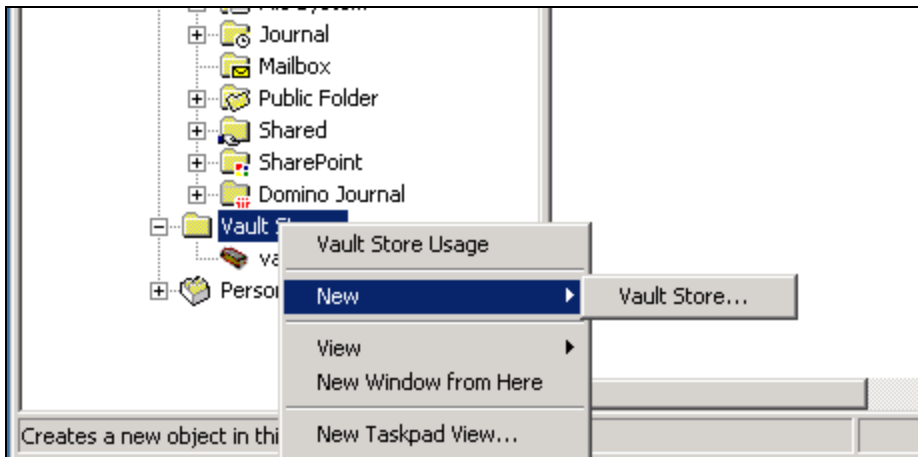 Journal
Mailbox
Public Folder
Shared
SharePoint
Domino Journal
Vault
Vault Store Usage
New
Vault Store...
View
New Window from Here
Creates a new object in
New Taskpad View...